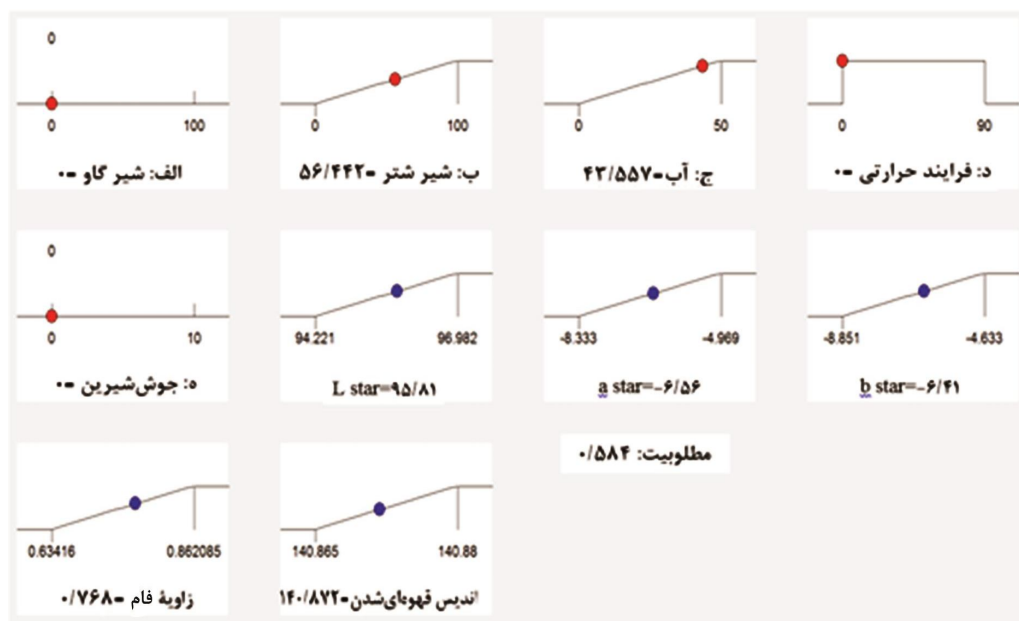 0
0 100
الف: شیر گاو =۰
0 100
ب: شیر شتر =۵۶/۴۴۲
0 50
ج: آب=۴۳/۵۵۷
0 90
د: فرایند حرارتی =۰
0
0 10
ه: جوش‌شیرین =۰
94.221 96.982
L star=۹۵/۸۱
-8.333 -4.969
a star=-۶/۵۶
-8.851 -4.633
b star=-۶/۴۱
0.63416 0.862085
زاویهٔ فام =۰/۷۶۸
140.865 140.88
اندیس قهوه‌ای‌شدن=۱۴۰/۸۷۲
مطلوبیت: ۰/۵۸۴